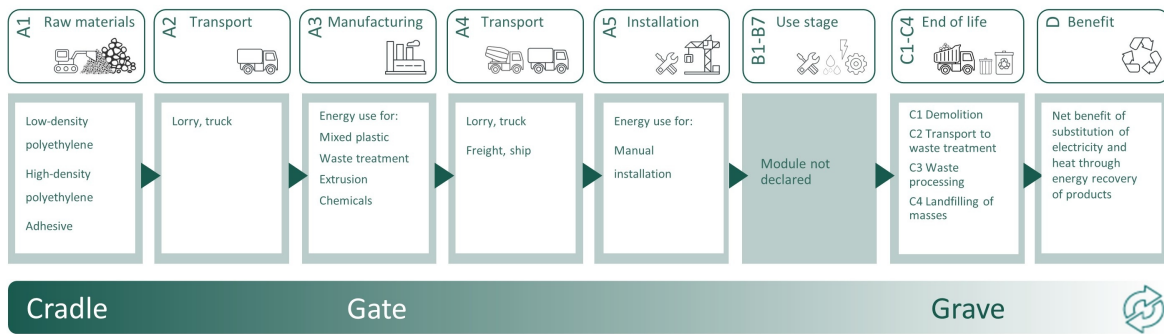 A1
Raw materials
A2
Transport
A3
Manufacturing
A4
Transport
A5
Installation
B1-B7
Use stage
C1-C4
End of life
D
Benefit
Low-density
polyethylene
High-density
polyethylene
Adhesive
Lorry, truck
Energy use for:
Mixed plastic
Waste treatment
Extrusion
Chemicals
Lorry, truck
Freight, ship
Energy use for:
Manual
installation
Module not
declared
C1 Demolition
C2 Transport to
waste treatment
C3 Waste
processing
C4 Landfilling of
masses
Net benefit of
substitution of
electricity and
heat through
energy recovery
of products
Cradle
Gate
Grave